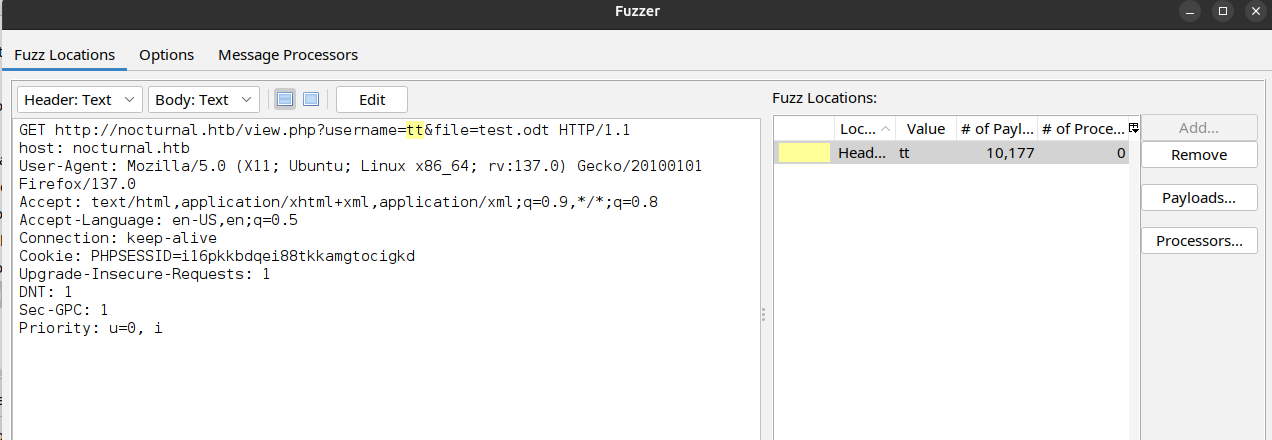 Fuzzer
Fuzz Locations Options Message Processors
Header: Text Body: Text Edit
GET http://nocturnal.htb/view.php?username=tt&file=test.odt HTTP/1.1
host: nocturnal.htb
User-Agent: Mozilla/5.0 (X11; Ubuntu; Linux x86_64; rv:137.0) Gecko/20100101
Firefox/137.0
Accept: text/html,application/xhtml+xml,application/xml;q=0.9,*/*;q=0.8
Accept-Language: en-US,en;q=0.5
Connection: keep-alive
Cookie: PHPSESSID=i16pkkbdqei88tkkamgtocigkd
Upgrade-Insecure-Requests: 1
DNT: 1
Sec-GPC: 1
Priority: u=0, i
Fuzz Locations:
Loc... Value # of Payl... # of Proce...
Head... tt 10,177 0
Add...
Remove
Payloads...
Processors...